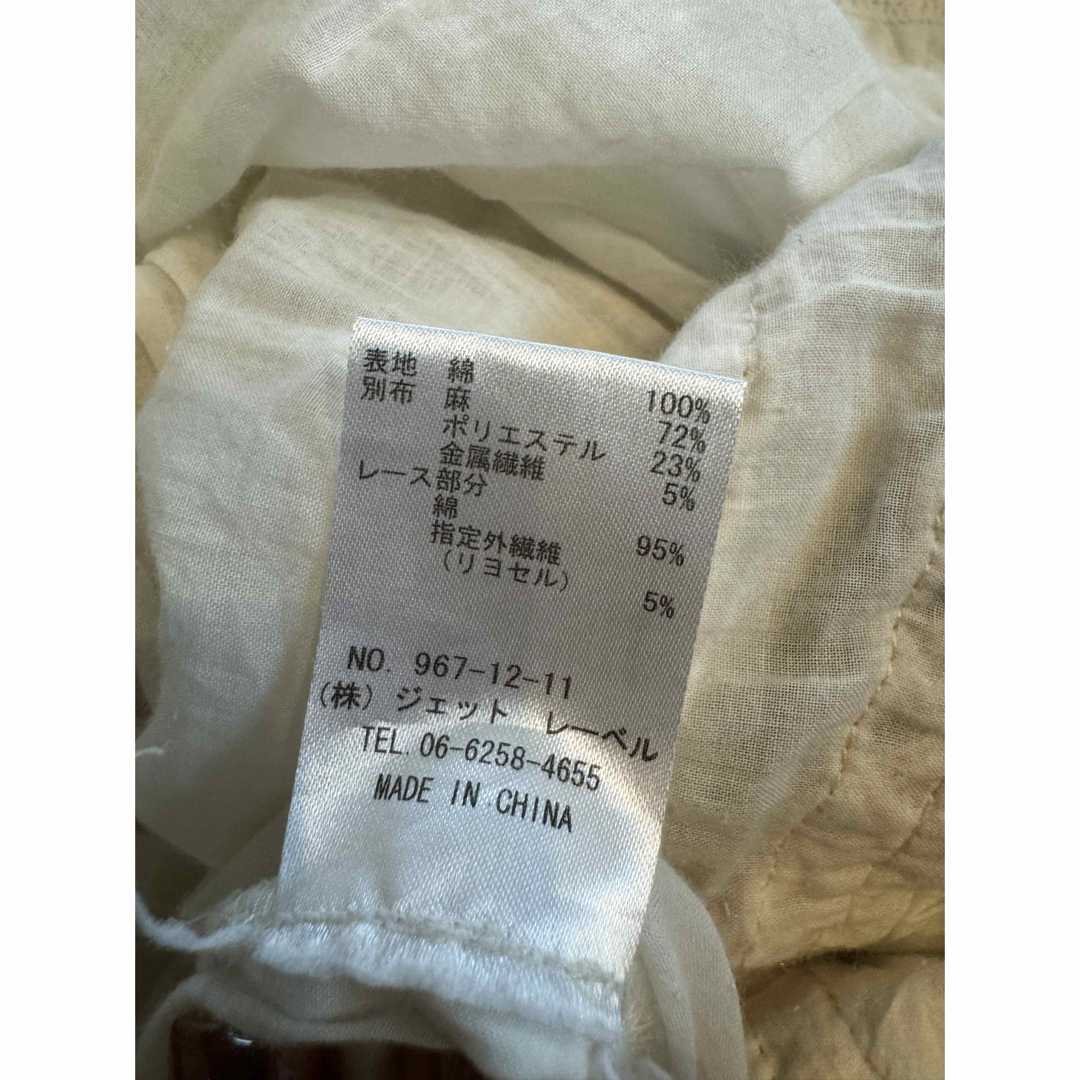 表地 綿 100%
別布 麻 72%
ポリエステル 23%
金属繊維 5%
レース部分
綿 95%
指定外繊維
(リヨセル) 5%
NO. 967-12-11
(株) ジェット レーベル
TEL. 06-6258-4655
MADE IN CHINA